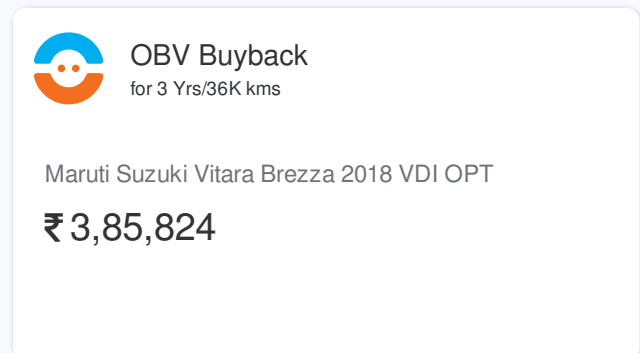 OBV Buyback
for 3 Yrs/36K kms
Maruti Suzuki Vitara Brezza 2018 VDI OPT
₹ 3,85,824